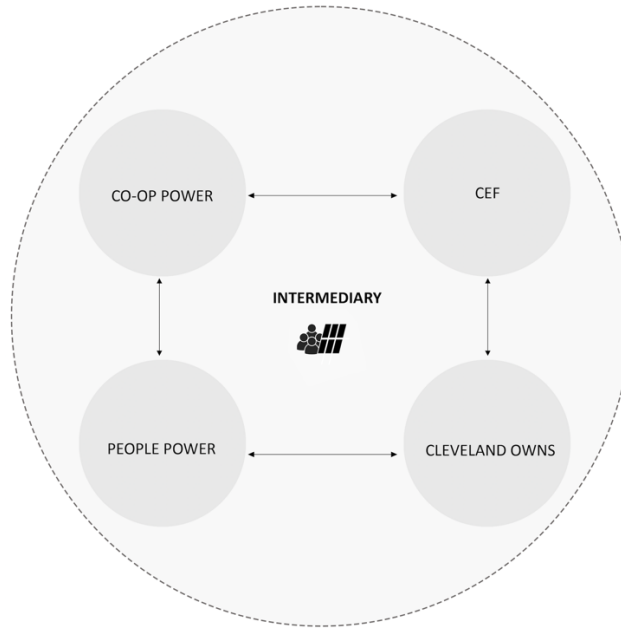 CO-OP POWER
CEF
INTERMEDIARY
PEOPLE POWER
CLEVELAND OWNS